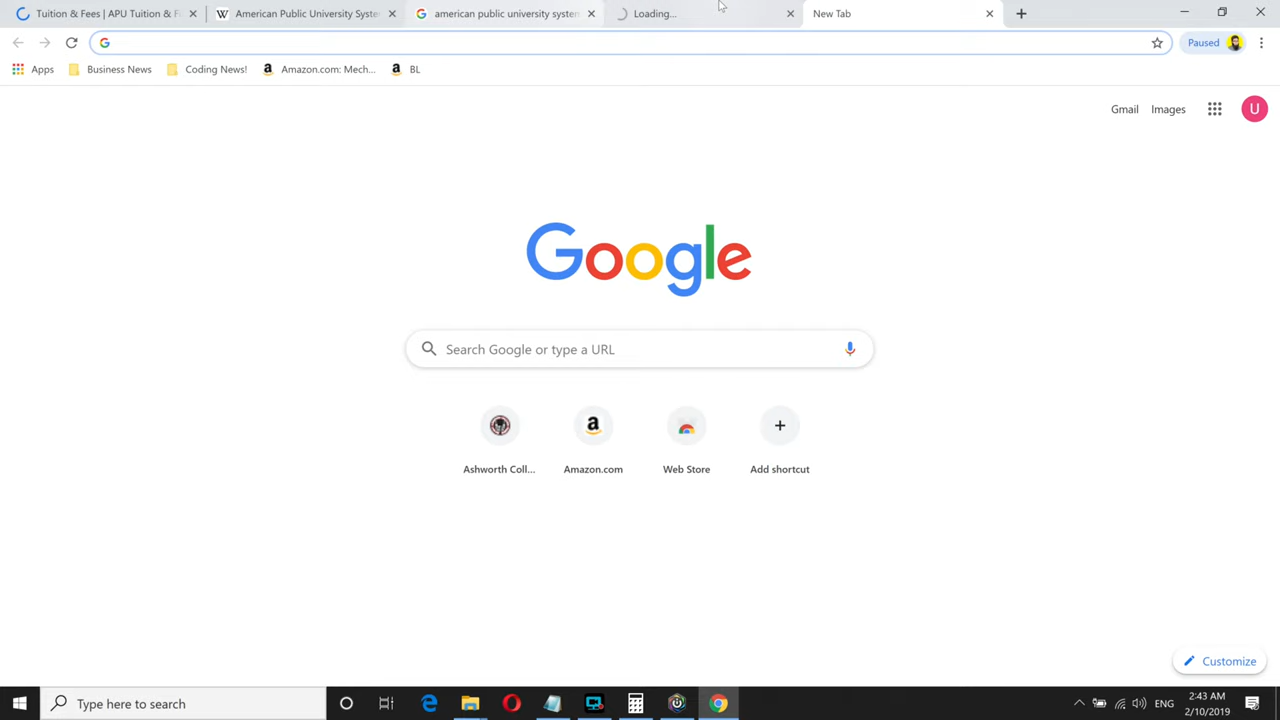 Tuition & Fees | APU Tuition & F
American Public University Syste
american public university system
Loading...
New Tab
Paused
Apps
Business News
Coding News!
Amazon.com: Mech...
BL
Gmail
Images
U
Google
Search Google or type a URL
Ashworth Coll...
Amazon.com
Web Store
Add shortcut
Customize
Type here to search
ENG
2:43 AM
2/10/2019